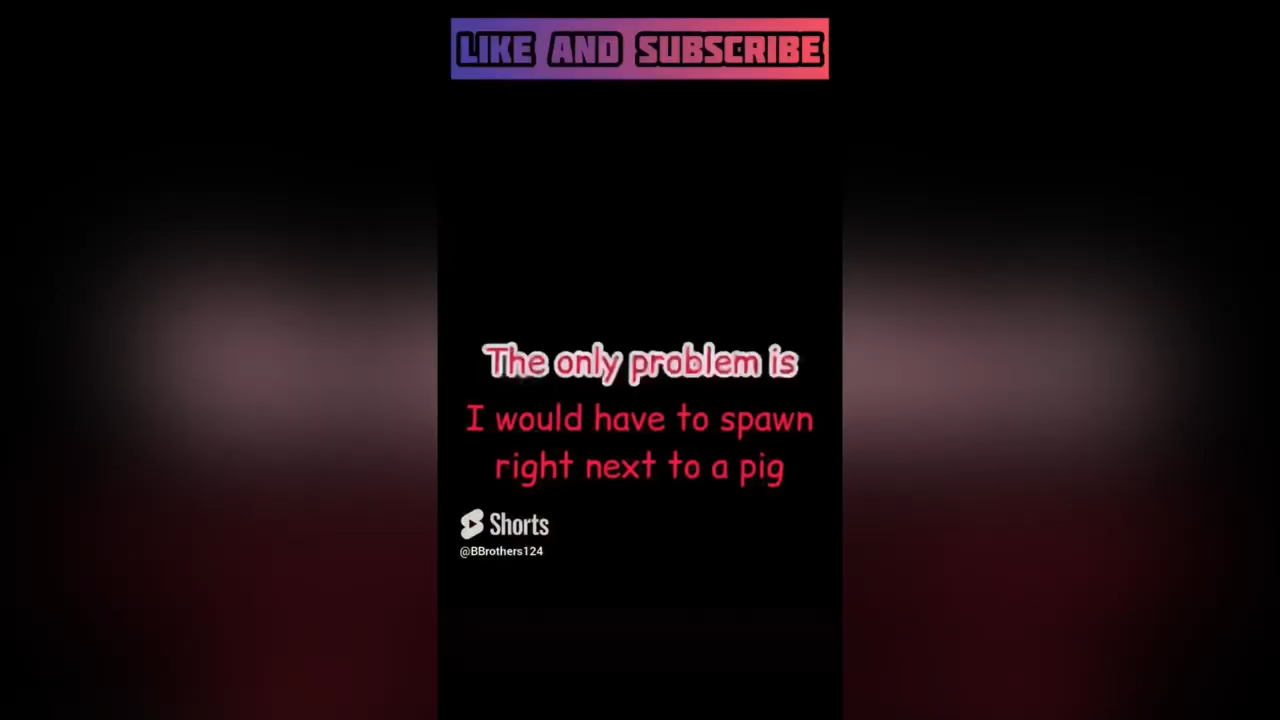 LIKE AND SUBSCRIBE
The only problem is
I would have to spawn
right next to a pig
Shorts
@BBrothers124